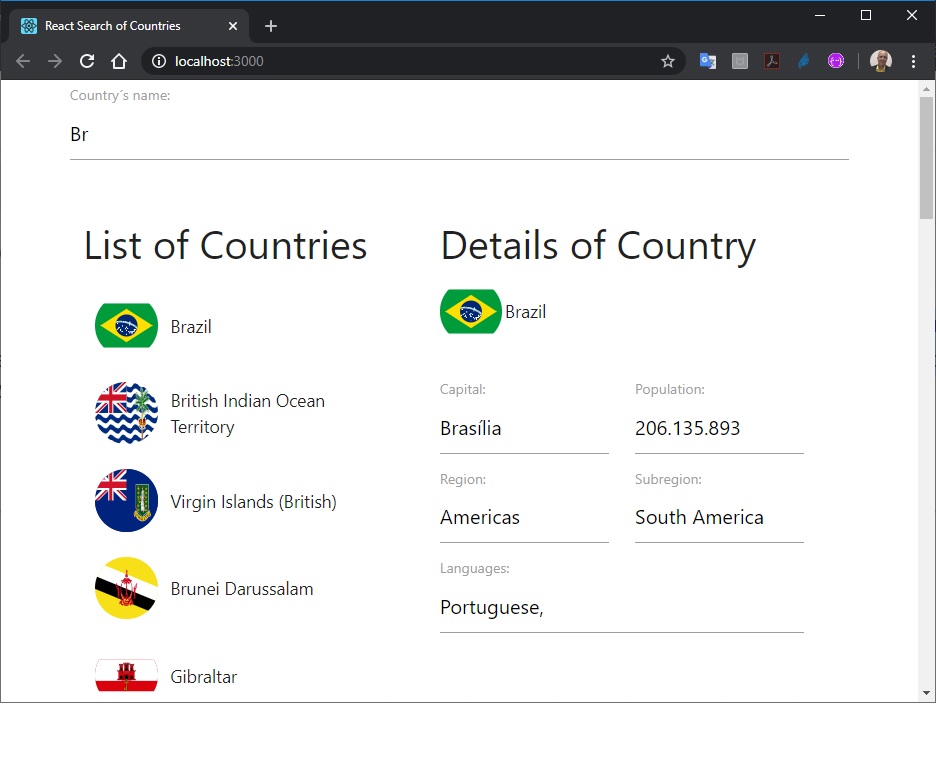 React Search of Countries
localhost:3000
Country´s name:
Br
List of Countries
Brazil
British Indian Ocean
Territory
Virgin Islands (British)
Brunei Darussalam
Gibraltar
Details of Country
Brazil
Capital:
Brasília
Population:
206.135.893
Region:
Americas
Subregion:
South America
Languages:
Portuguese,